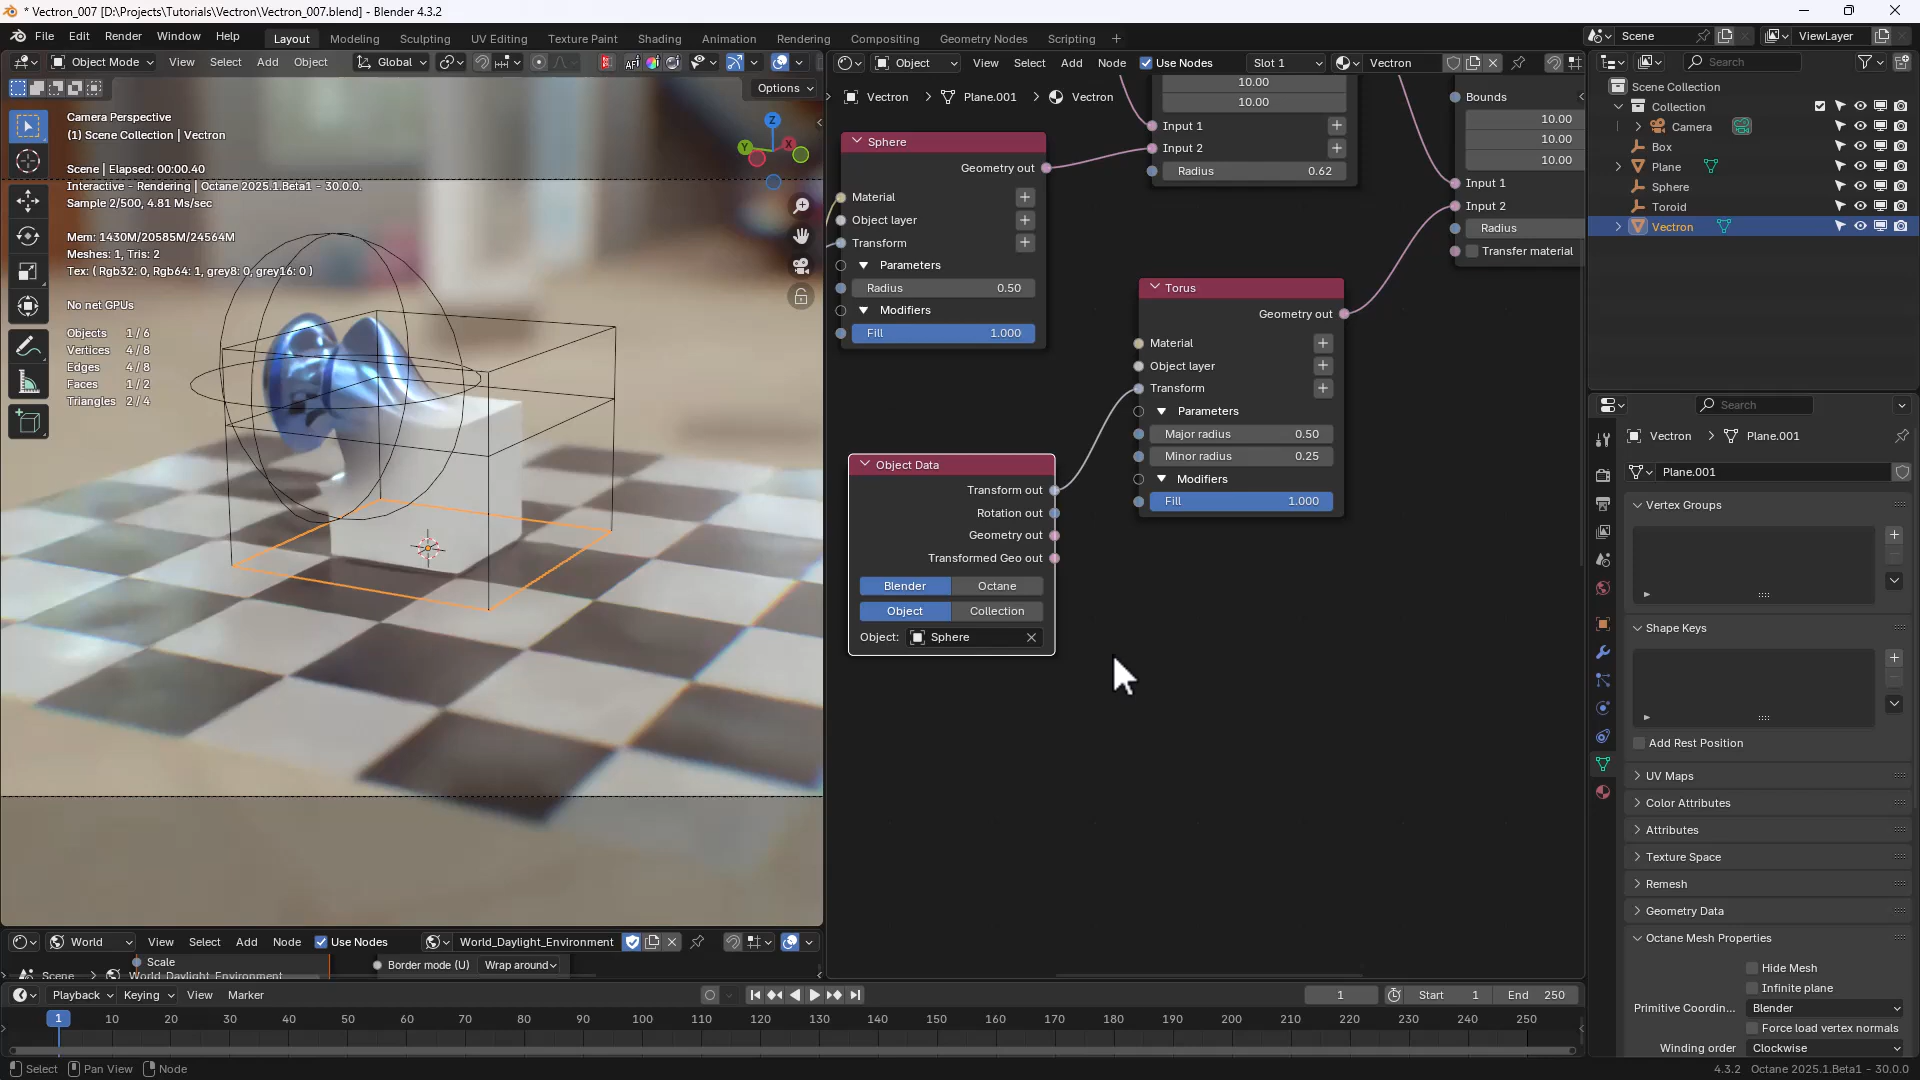 * Vectron_007 [D:\Projects\Tutorials\Vectron\Vectron_007.blend] - Blender 4.3.2
File Edit Render Window Help
Layout Modeling Sculpting UV Editing Texture Paint Shading Animation Rendering Compositing Geometry Nodes Scripting
Scene ViewLayer
Object Mode View Select Add Object Global
Options
Camera Perspective
(1) Scene Collection | Vectron
Scene | Elapsed: 00:00.40
Interactive - Rendering | Octane 2025.1.Beta1 - 30.0.0.
Sample 2/500, 4.81 Ms/sec
Mem: 1430M/20585M/24564M
Meshes: 1, Tris: 2
Tex: ( Rgb32: 0, Rgb64: 1, grey8: 0, grey16: 0 )
No net GPUs
Objects 1/6
Vertices 4/8
Edges 4/8
Faces 1/2
Triangles 2/4
Z
Y
X
Object View Select Add Node Use Nodes Slot 1 Vectron
Vectron Plane.001 Vectron
10.00
10.00
Input 1
Input 2
Radius 0.62
Sphere
Geometry out
Material
Object layer
Transform
Parameters
Radius 0.50
Modifiers
Fill 1.000
Bounds
10.00
10.00
10.00
Input 1
Input 2
Radius
Transfer material
Torus
Geometry out
Material
Object layer
Transform
Parameters
Major radius 0.50
Minor radius 0.25
Modifiers
Fill 1.000
Object Data
Transform out
Rotation out
Geometry out
Transformed Geo out
Blender Octane
Object Collection
Object: Sphere
Search
Scene Collection
Collection
Camera
Box
Plane
Sphere
Toroid
Vectron
Search
Vectron Plane.001
Plane.001
Vertex Groups
Shape Keys
Add Rest Position
UV Maps
Color Attributes
Attributes
Texture Space
Remesh
Geometry Data
Octane Mesh Properties
Hide Mesh
Infinite plane
Primitive Coordin... Blender
Force load vertex normals
Winding order Clockwise
World View Select Add Node Use Nodes World_Daylight_Environment
Scale
Border mode (U) Wrap around
Scene World_Daylight_Environment
Playback Keying View Marker
1 Start 1 End 250
1 10 20 30 40 50 60 70 80 90 100 110 120 130 140 150 160 170 180 190 200 210 220 230 240 250
Select Pan View Node
4.3.2 Octane 2025.1.Beta1 - 30.0.0